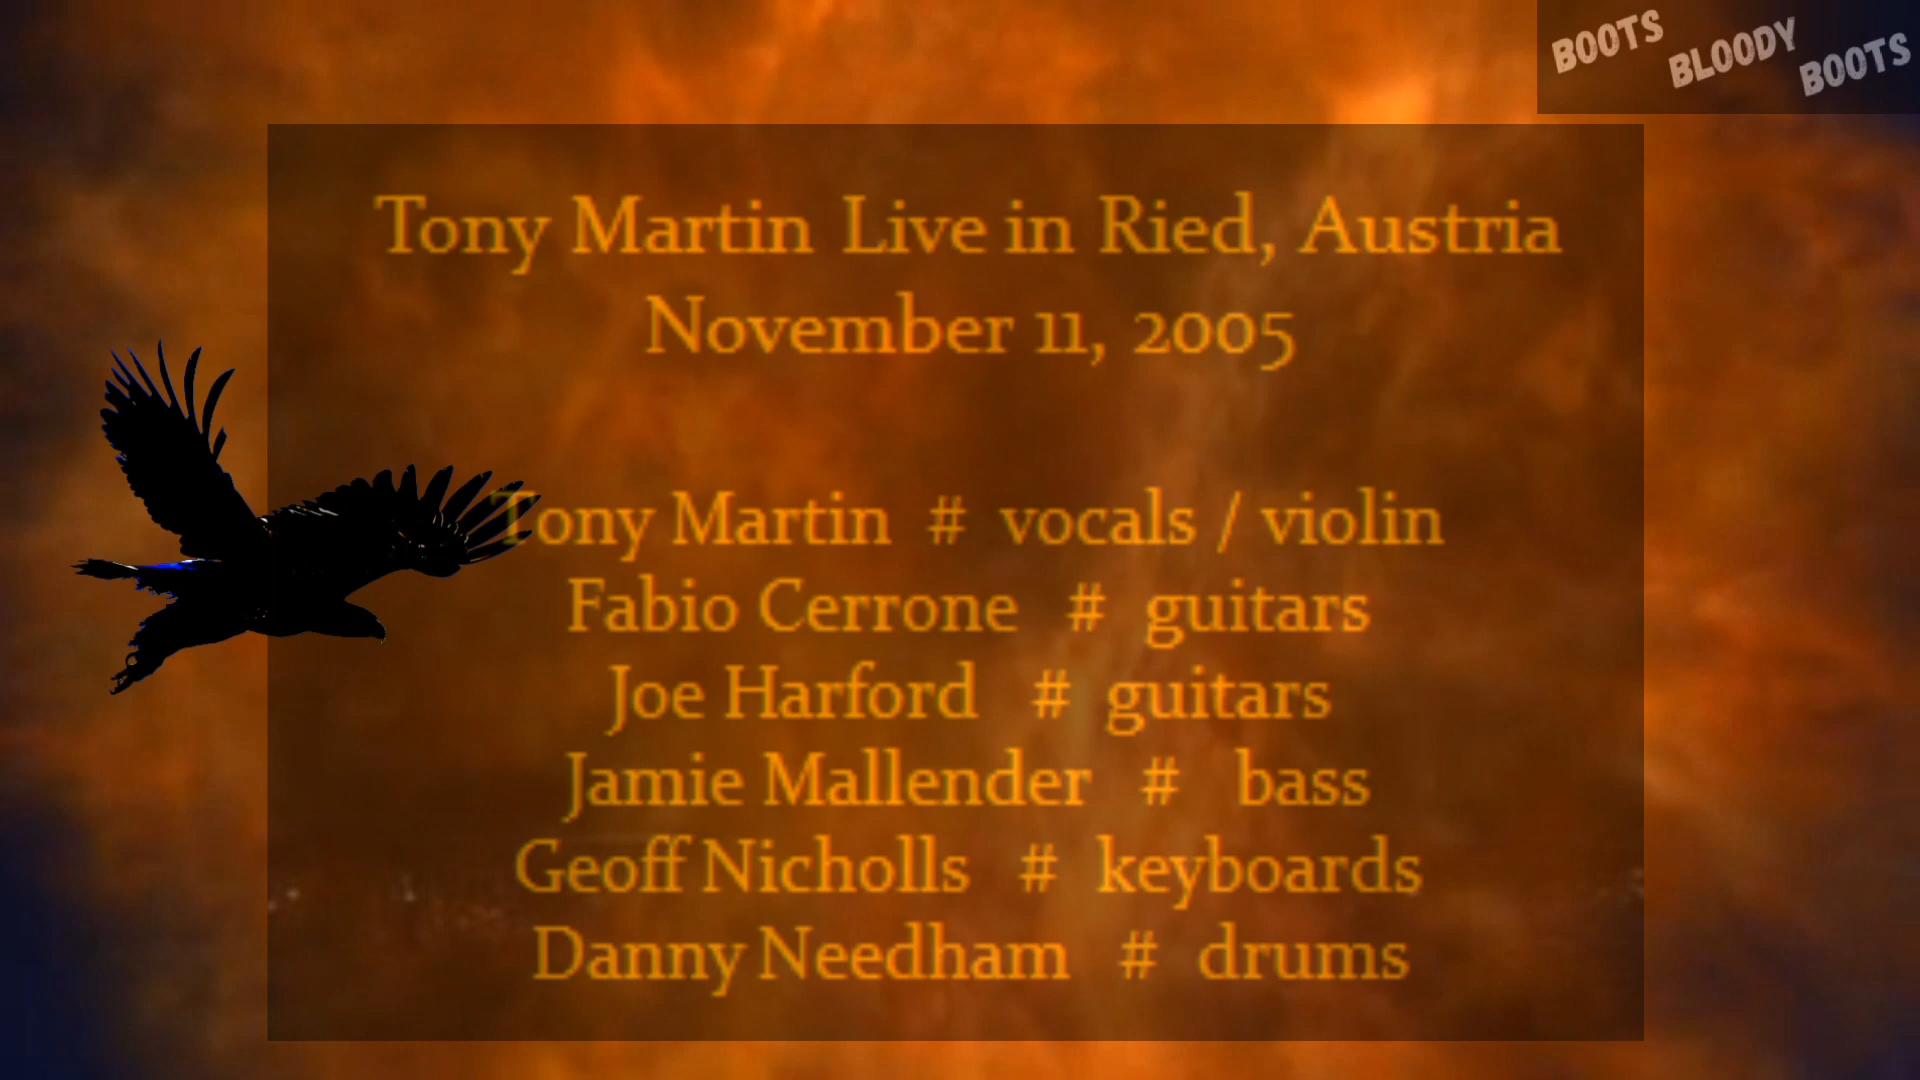 BOOTS BLOODY BOOTS
Tony Martin Live in Ried, Austria
November 11, 2005
Tony Martin # vocals / violin
Fabio Cerrone # guitars
Joe Harford # guitars
Jamie Mallender # bass
Geoff Nicholls # keyboards
Danny Needham # drums